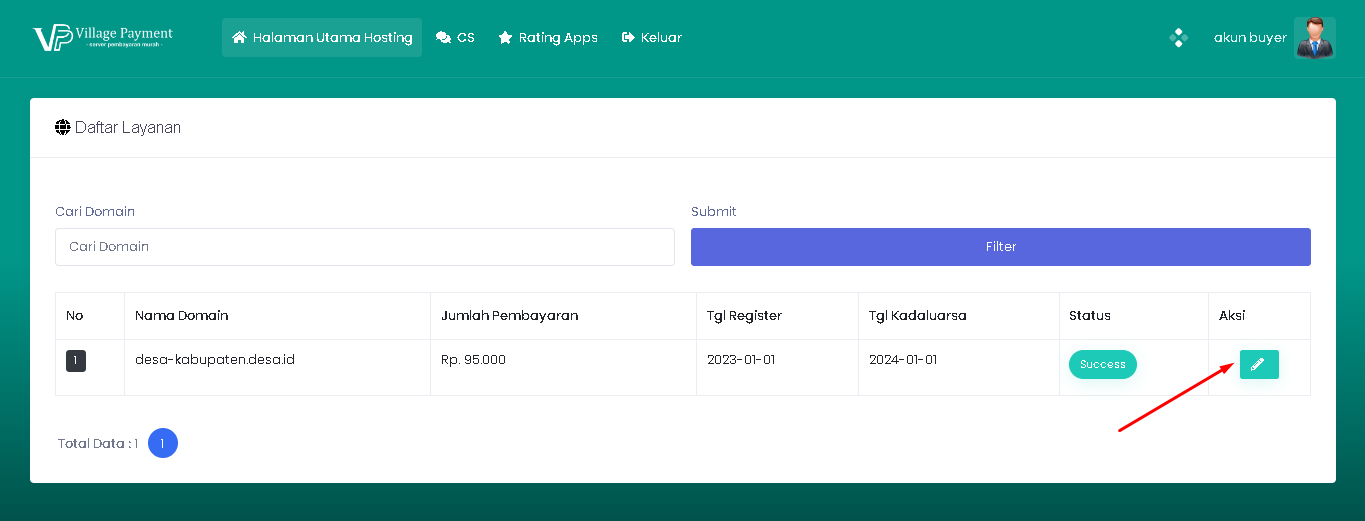 Village Payment
- server pembayaran murah -
Halaman Utama Hosting
CS
Rating Apps
Keluar
akun buyer
Daftar Layanan
Cari Domain
Submit
Cari Domain
Filter
No Nama Domain Jumlah Pembayaran Tgl Register Tgl Kadaluarsa Status Aksi
1 desa-kabupaten.desa.id Rp. 95.000 2023-01-01 2024-01-01 Success
Total Data : 1 1